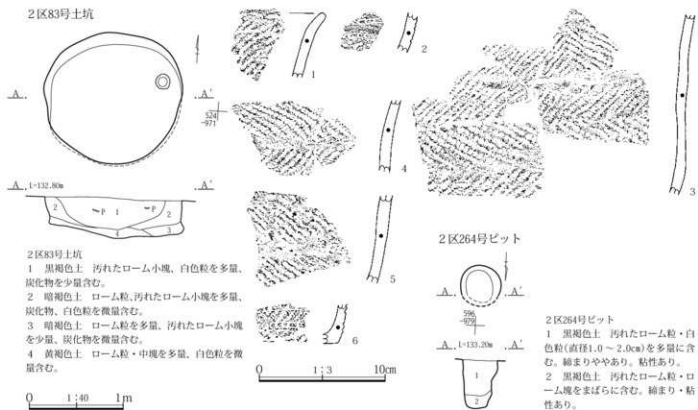 2区83号土坑
A A'
524
-971
A L=132.80m A'
2 P 1 P 2
4 3
2区83号土坑
1 黒褐色土 汚れたローム小塊、白色粒を多量、
炭化物を少量含む。
2 暗褐色土 ローム粒、汚れたローム小塊を多量、
炭化物、白色粒を微量含む。
3 暗褐色土 ローム粒を多量、汚れたローム小塊
を少量、炭化物を微量含む。
4 黄褐色土 ローム粒・中塊を多量、白色粒を微
量含む。
0 1:40 1m
1
2
3
4
5
6
0 1:3 10cm
2区264号ピット
A A'
596
-979
A L=133.20m A'
1
2
2区264号ピット
1 黒褐色土 汚れたローム粒・白
色粒(直径1.0～2.0cm)を多量に含
む。締まりややあり。粘性あり。
2 黒褐色土 汚れたローム粒・ロ
ーム塊をまばらに含む。締まり・粘
性あり。